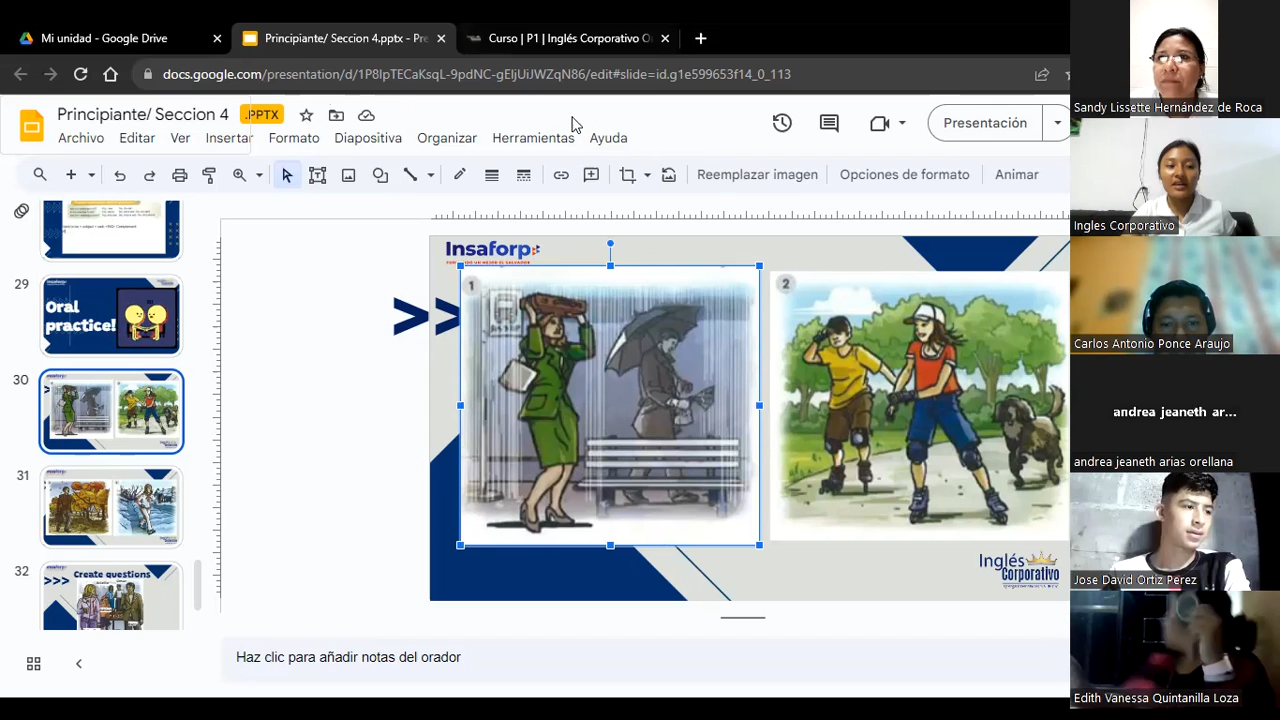 Mi unidad - Google Drive
Principiante/ Seccion 4.pptx - Pre
Curso | P1 | Inglés Corporativo O
docs.google.com/presentation/d/1P8IpTECaKsqL-9pdNC-gEljUiJWZqN86/edit#slide=id.g1e599653f14_0_113
Principiante/ Seccion 4
.PPTX
Presentación
Archivo Editar Ver Insertar Formato Diapositiva Organizar Herramientas Ayuda
Reemplazar imagen Opciones de formato Animar
29
Oral
practice!
30
31
32
Create questions
Insaforp
1
2
Inglés
Corporativo
Haz clic para añadir notas del orador
Sandy Lissette Hernández de Roca
Ingles Corporativo
Carlos Antonio Ponce Araujo
andrea jeaneth ar...
andrea jeaneth arias orellana
Jose David Ortiz Perez
Edith Vanessa Quintanilla Loza